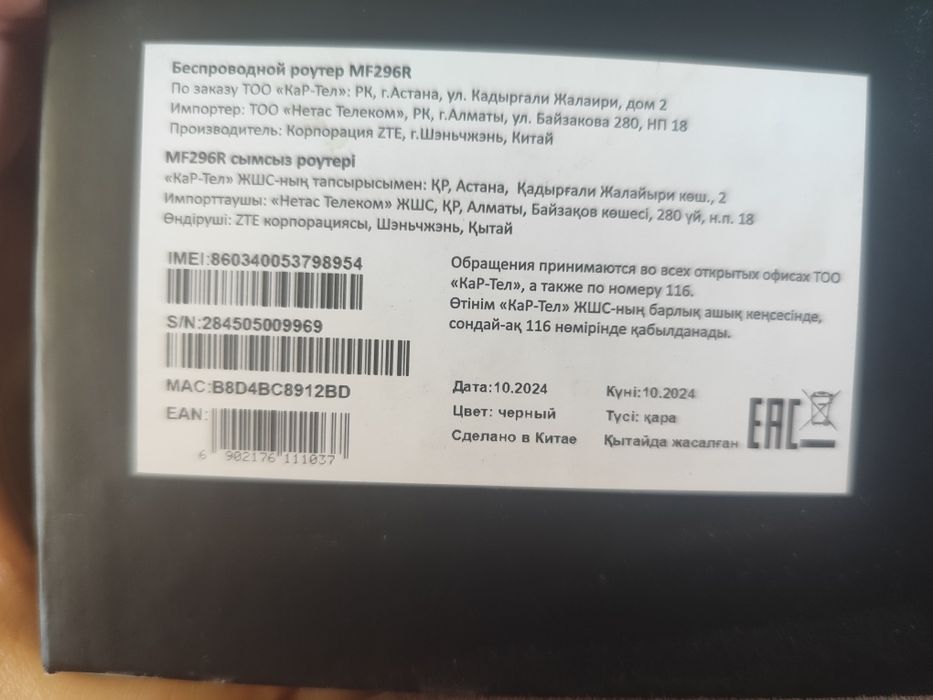 Беспроводной роутер MF296R
По заказу ТОО «КаР-Тел»: РК, г.Астана, ул. Кадыргали Жалаири, дом 2
Импортер: ТОО «Нетас Телеком», РК, г.Алматы, ул. Байзакова 280, НП 18
Производитель: Корпорация ZTE, г.Шэньчжэнь, Китай
MF296R сымсыз роутері
«КаР-Тел» ЖШС-ның тапсырысымен: ҚР, Астана, Қадырғали Жалайыри көш., 2
Импорттаушы: «Нетас Телеком» ЖШС, ҚР, Алматы, Байзақов көшесі, 280 үй, н.п. 18
Өндіруші: ZTE корпорациясы, Шэньчжэнь, Қытай
IMEI:860340053798954
S/N:284505009969
MAC:B8D4BC8912BD
EAN:
6 902176 111037
Обращения принимаются во всех открытых офисах ТОО
«КаР-Тел», а также по номеру 116.
Өтінім «КаР-Тел» ЖШС-ның барлық ашық кеңсесінде,
сондай-ақ 116 нөмірінде қабылданады.
Дата:10.2024 Күні:10.2024
Цвет: черный Түсі: қара
Сделано в Китае Қытайда жасалған
EAC